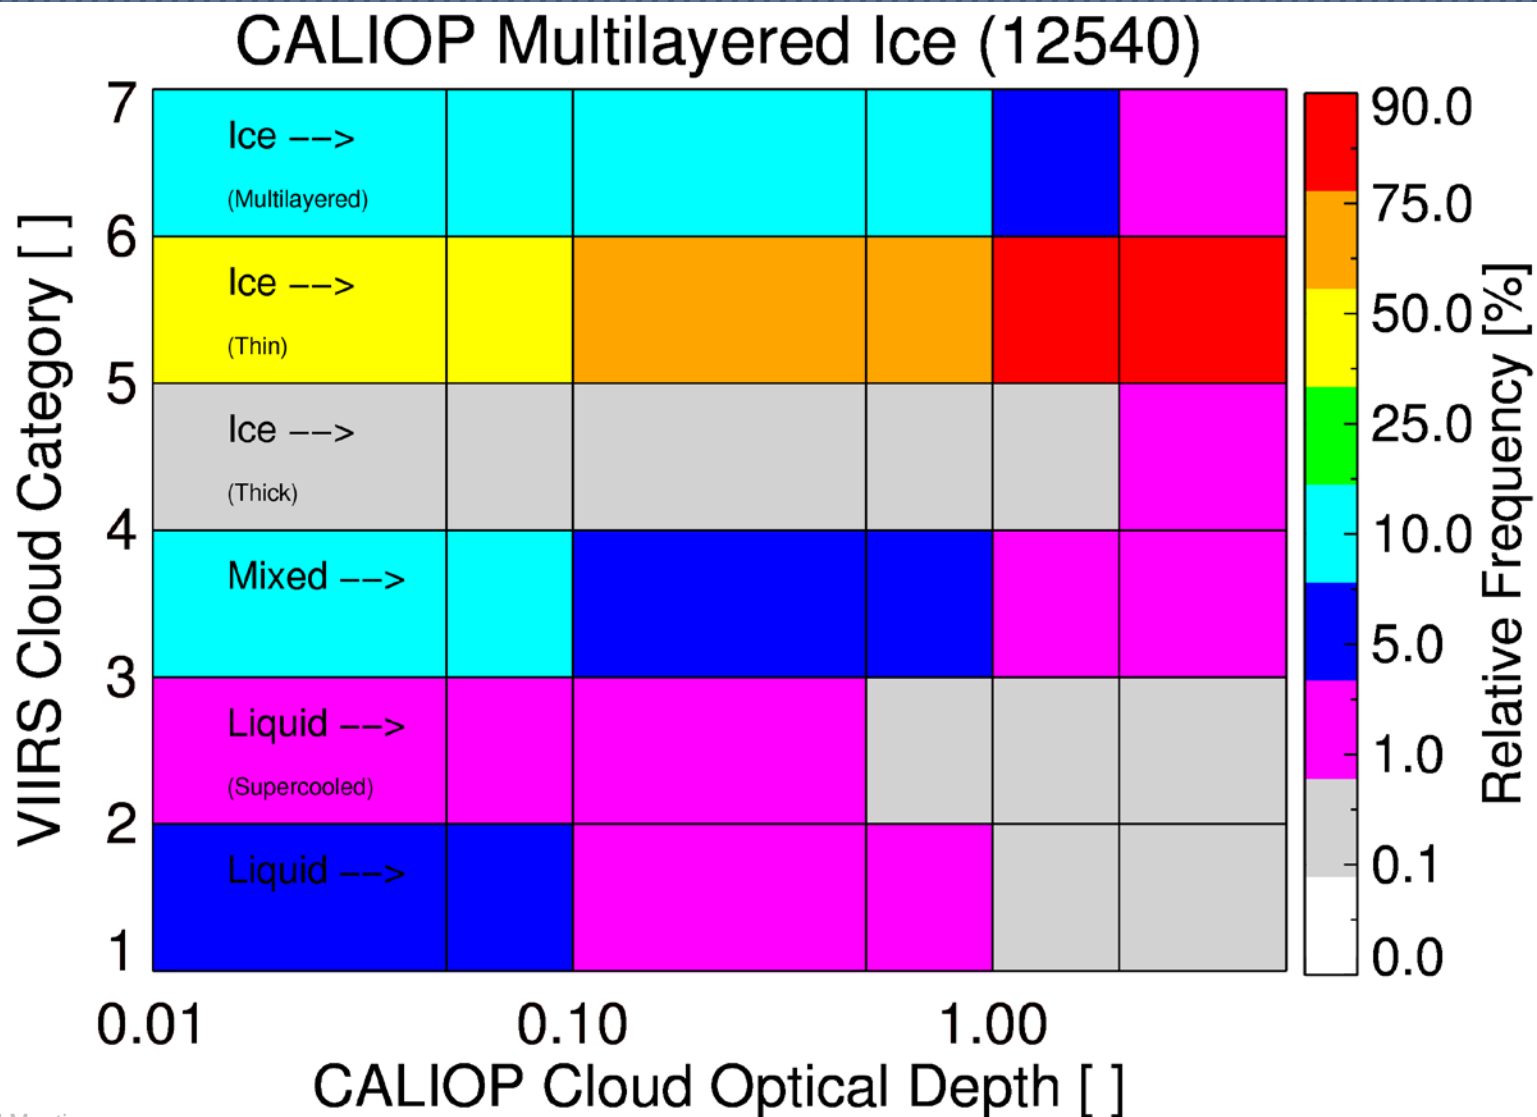 CALIOP Multilayered Ice (12540)
VIIRS Cloud Category [ ]
7
6
5
4
3
2
1
Ice -->
(Multilayered)
Ice -->
(Thin)
Ice -->
(Thick)
Mixed -->
Liquid -->
(Supercooled)
Liquid -->
0.01 0.10 1.00
CALIOP Cloud Optical Depth [ ]
90.0
75.0
50.0
25.0
10.0
5.0
1.0
0.1
0.0
Relative Frequency [%]